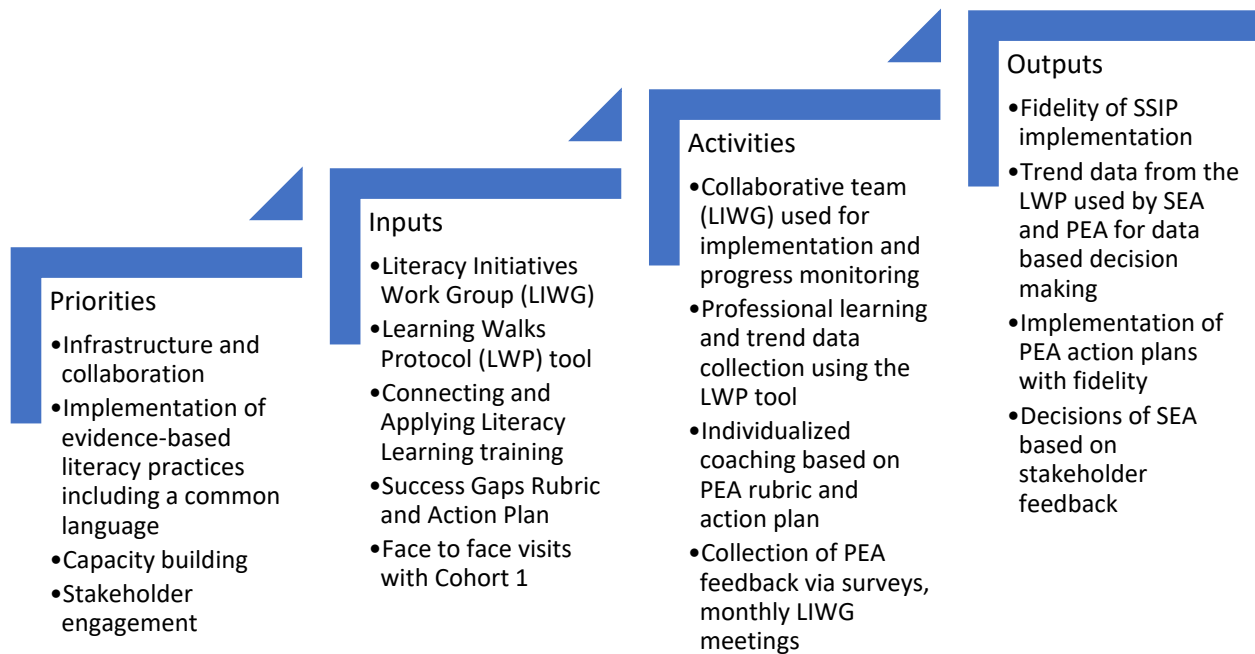 Priorities
•Infrastructure and
collaboration
•Implementation of
evidence-based
literacy practices
including a common
language
•Capacity building
•Stakeholder
engagement
Inputs
•Literacy Initiatives
Work Group (LIWG)
•Learning Walks
Protocol (LWP) tool
•Connecting and
Applying Literacy
Learning training
•Success Gaps Rubric
and Action Plan
•Face to face visits
with Cohort 1
Activities
•Collaborative team
(LIWG) used for
implementation and
progress monitoring
•Professional learning
and trend data
collection using the
LWP tool
•Individualized
coaching based on
PEA rubric and
action plan
•Collection of PEA
feedback via surveys,
monthly LIWG
meetings
Outputs
•Fidelity of SSIP
implementation
•Trend data from the
LWP used by SEA
and PEA for data
based decision
making
•Implementation of
PEA action plans
with fidelity
•Decisions of SEA
based on
stakeholder
feedback